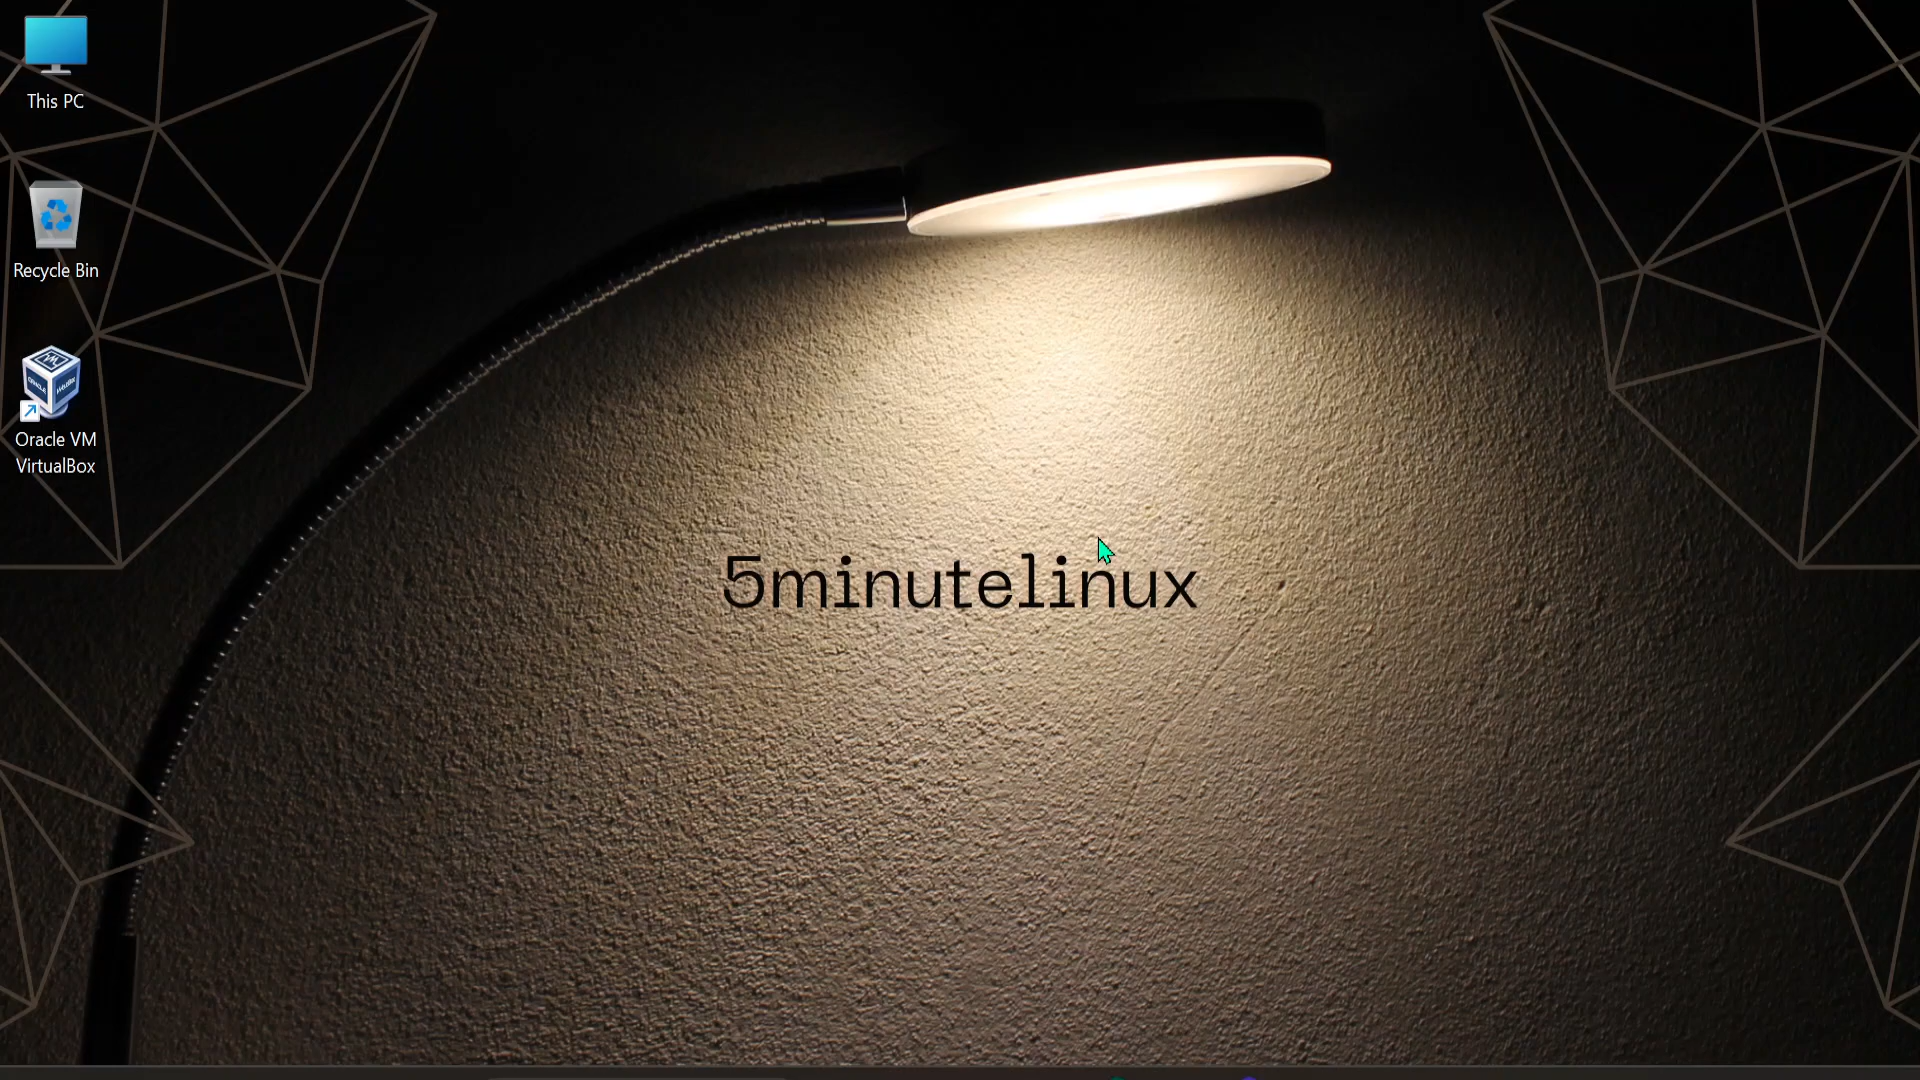 This PC
Recycle Bin
Oracle VM
VirtualBox
5minutelinux